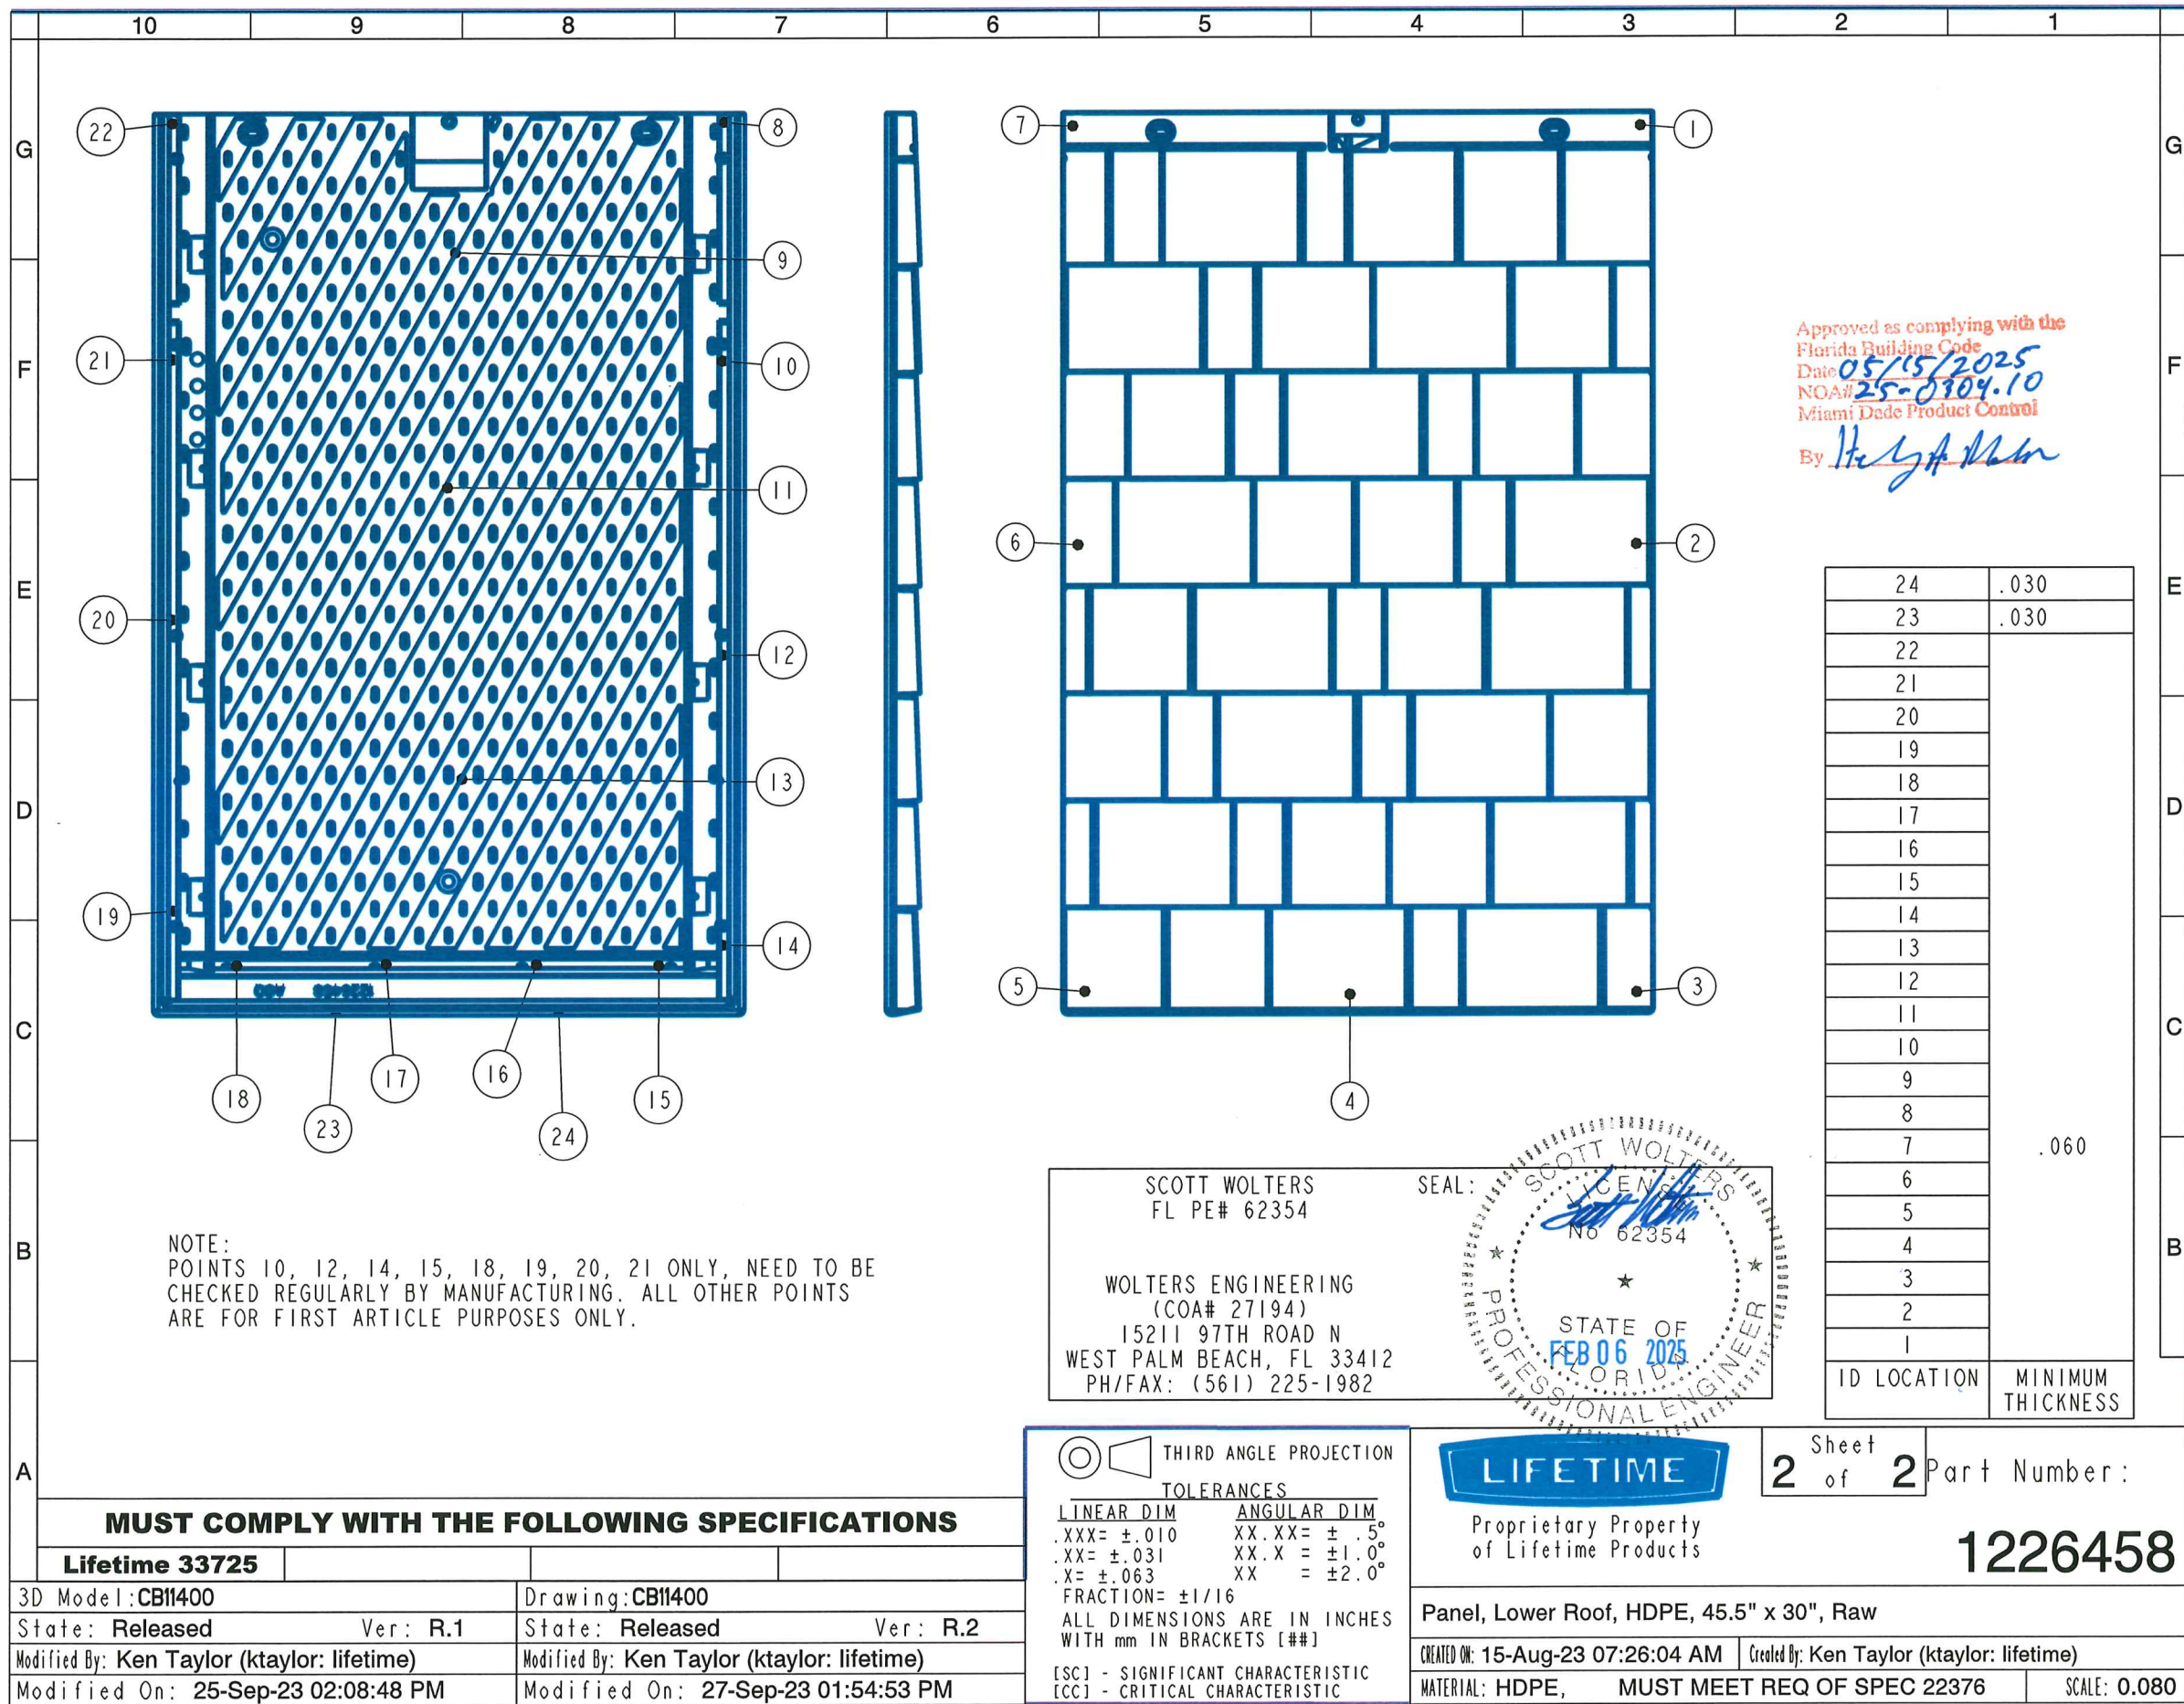 10 9 8 7 6 5 4 3 2 1
G G
F F
E E
D D
C C
B B
A
22
8
9
21
10
11
20
12
13
19
14
18
17
16
15
23
24
7
1
6
2
5
3
4
Approved as complying with the
Florida Building Code
Date 05/15/2025
NOA# 25-0304.10
Miami Dade Product Control
By
24 .030
23 .030
22
21
20
19
18
17
16
15
14
13
12
11
10
9
8
7 .060
6
5
4
3
2
1
ID LOCATION MINIMUM
THICKNESS
NOTE:
POINTS 10, 12, 14, 15, 18, 19, 20, 21 ONLY, NEED TO BE
CHECKED REGULARLY BY MANUFACTURING. ALL OTHER POINTS
ARE FOR FIRST ARTICLE PURPOSES ONLY.
SCOTT WOLTERS
FL PE# 62354
WOLTERS ENGINEERING
(COA# 27194)
15211 97TH ROAD N
WEST PALM BEACH, FL 33412
PH/FAX: (561) 225-1982
SEAL:
SCOTT WOLTERS
LICENSE
No 62354
STATE OF
FEB 06 2025
FLORIDA
PROFESSIONAL ENGINEER
THIRD ANGLE PROJECTION
TOLERANCES
LINEAR DIM ANGULAR DIM
.XXX= ±.010 XX.XX= ± .5°
.XX= ±.031 XX.X = ±1.0°
.X= ±.063 XX = ±2.0°
FRACTION= ±1/16
ALL DIMENSIONS ARE IN INCHES
WITH mm IN BRACKETS [##]
[SC] - SIGNIFICANT CHARACTERISTIC
[CC] - CRITICAL CHARACTERISTIC
LIFETIME
Proprietary Property
of Lifetime Products
Sheet
2 of 2
Part Number:
1226458
Panel, Lower Roof, HDPE, 45.5" x 30", Raw
CREATED ON: 15-Aug-23 07:26:04 AM Created By: Ken Taylor (ktaylor: lifetime)
MATERIAL: HDPE, MUST MEET REQ OF SPEC 22376 SCALE: 0.080
MUST COMPLY WITH THE FOLLOWING SPECIFICATIONS
Lifetime 33725
3D Model: CB11400 Drawing: CB11400
State: Released Ver: R.1 State: Released Ver: R.2
Modified By: Ken Taylor (ktaylor: lifetime) Modified By: Ken Taylor (ktaylor: lifetime)
Modified On: 25-Sep-23 02:08:48 PM Modified On: 27-Sep-23 01:54:53 PM